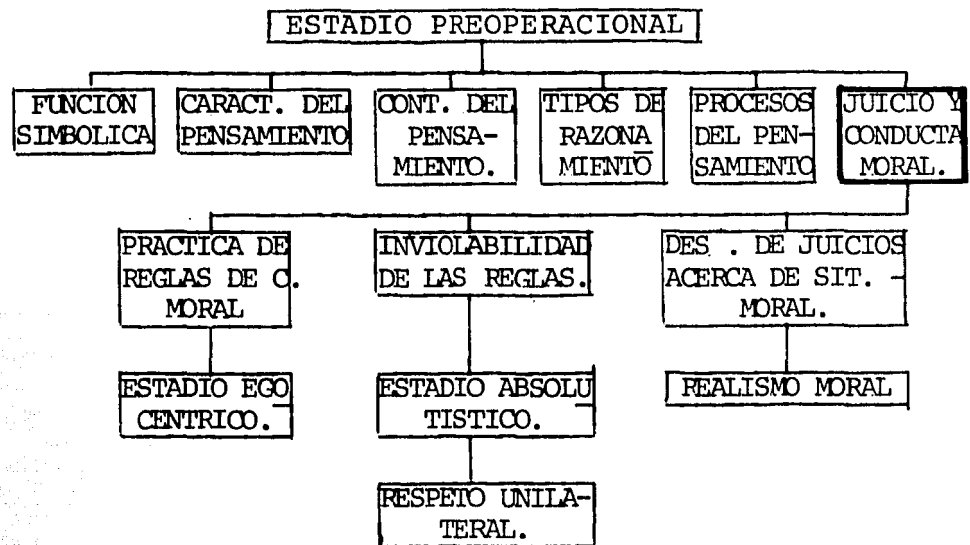 ESTADIO PREOPERACIONAL
FUNCION
SIMBOLICA
CARACT. DEL
PENSAMIENTO
CONT. DEL
PENSA-
MIENTO.
TIPOS DE
RAZONA
MIENTO
PROCESOS
DEL PEN-
SAMIENTO
JUICIO Y
CONDUCTA
MORAL.
PRACTICA DE
REGLAS DE C.
MORAL
INVIOLABILIDAD
DE LAS REGLAS.
DES . DE JUICIOS
ACERCA DE SIT. -
MORAL.
ESTADIO EGO
CENTRICO.
ESTADIO ABSOLU
TISTICO.
REALISMO MORAL
RESPETO UNILA-
TERAL.